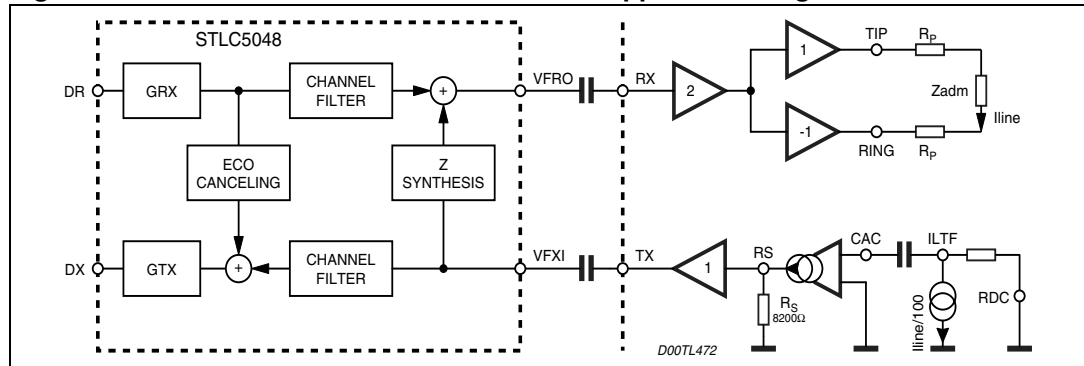 STLC5048
DR
GRX
CHANNEL
FILTER
+
VFRO
RX
2
1
TIP
RP
Zadm
Iline
-1
RING
RP
ECO
CANCELING
Z
SYNTHESIS
DX
GTX
+
CHANNEL
FILTER
VFXI
TX
1
RS
RS
8200Ω
CAC
ILTF
Iline/100
RDC
D00TL472